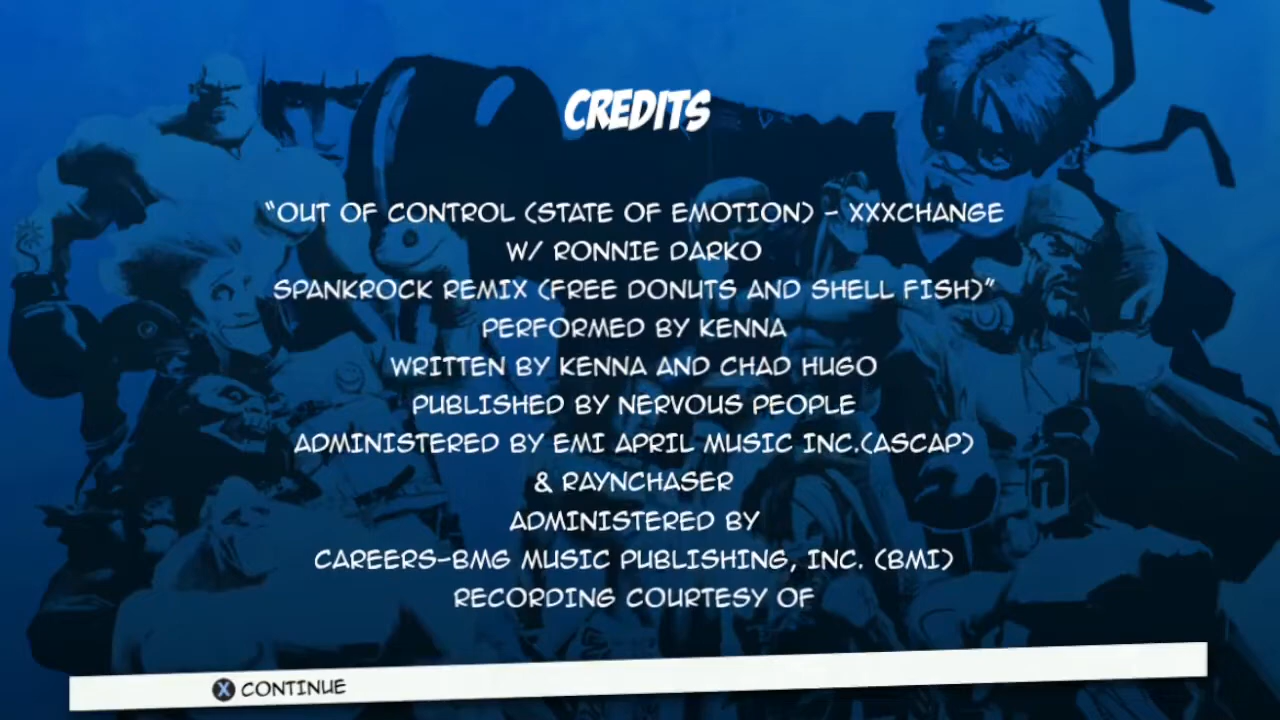 CREDITS
"OUT OF CONTROL (STATE OF EMOTION) - XXXCHANGE
W/ RONNIE DARKO
SPANKROCK REMIX (FREE DONUTS AND SHELL FISH)"
PERFORMED BY KENNA
WRITTEN BY KENNA AND CHAD HUGO
PUBLISHED BY NERVOUS PEOPLE
ADMINISTERED BY EMI APRIL MUSIC INC.(ASCAP)
& RAYNCHASER
ADMINISTERED BY
CAREERS-BMG MUSIC PUBLISHING, INC. (BMI)
RECORDING COURTESY OF
X CONTINUE